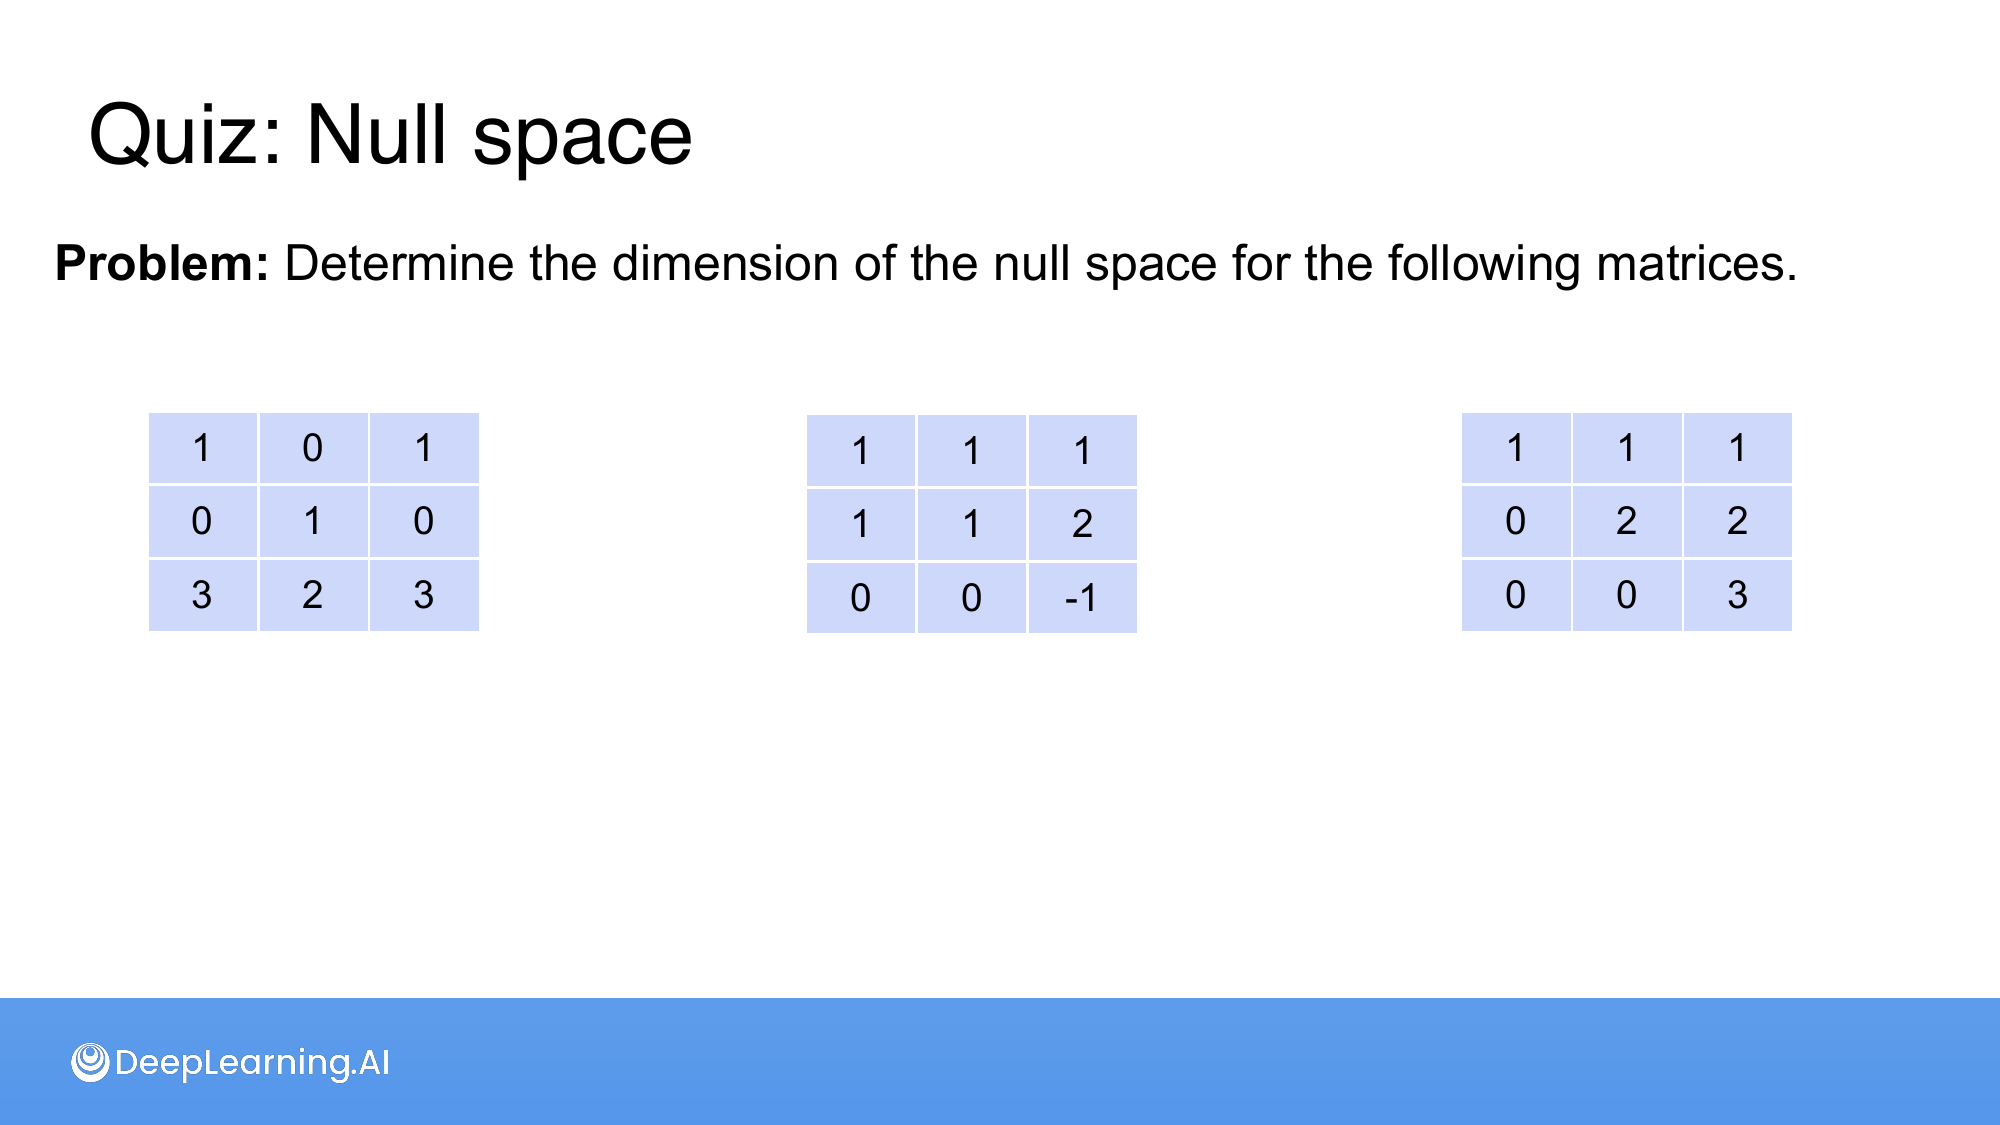 Quiz: Null space
Problem: Determine the dimension of the null space for the following matrices.
1 0 1
0 1 0
3 2 3
1 1 1
1 1 2
0 0 -1
1 1 1
0 2 2
0 0 3
DeepLearning.AI